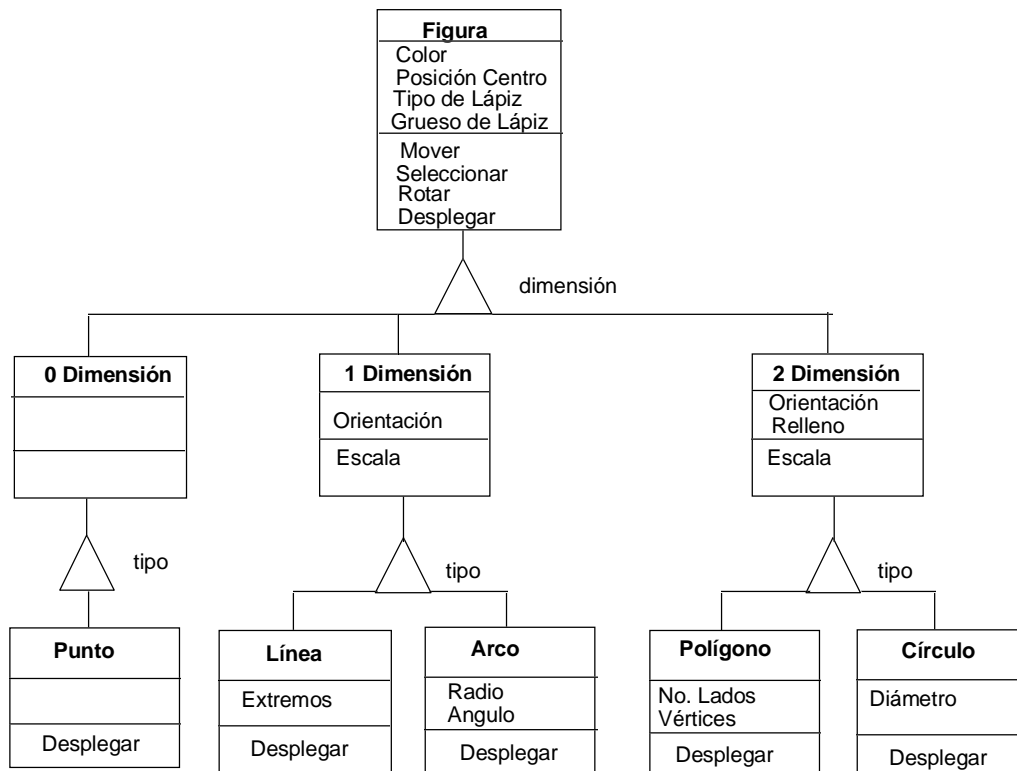 Figura
Color
Posición Centro
Tipo de Lápiz
Grueso de Lápiz
Mover
Seleccionar
Rotar
Desplegar
dimensión
0 Dimensión
1 Dimensión
Orientación
Escala
2 Dimensión
Orientación
Relleno
Escala
tipo
tipo
tipo
Punto
Desplegar
Línea
Extremos
Desplegar
Arco
Radio
Angulo
Desplegar
Polígono
No. Lados
Vértices
Desplegar
Círculo
Diámetro
Desplegar